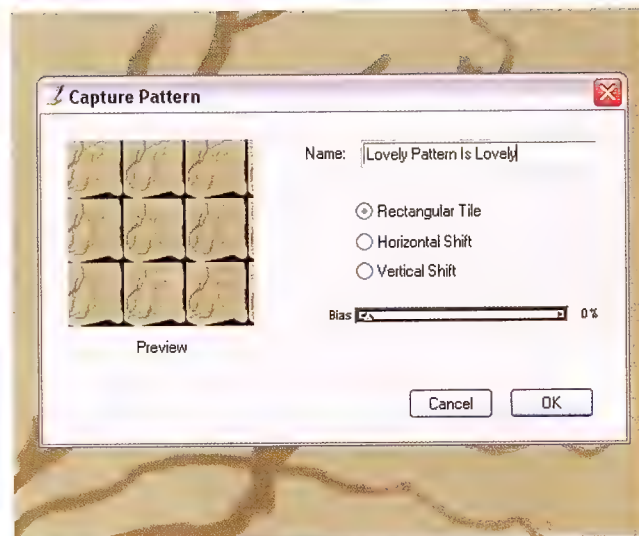 Capture Pattern
Name: Lovely Pattern Is Lovely
Rectangular Tile
Horizontal Shift
Vertical Shift
Bias 0%
Preview
Cancel OK